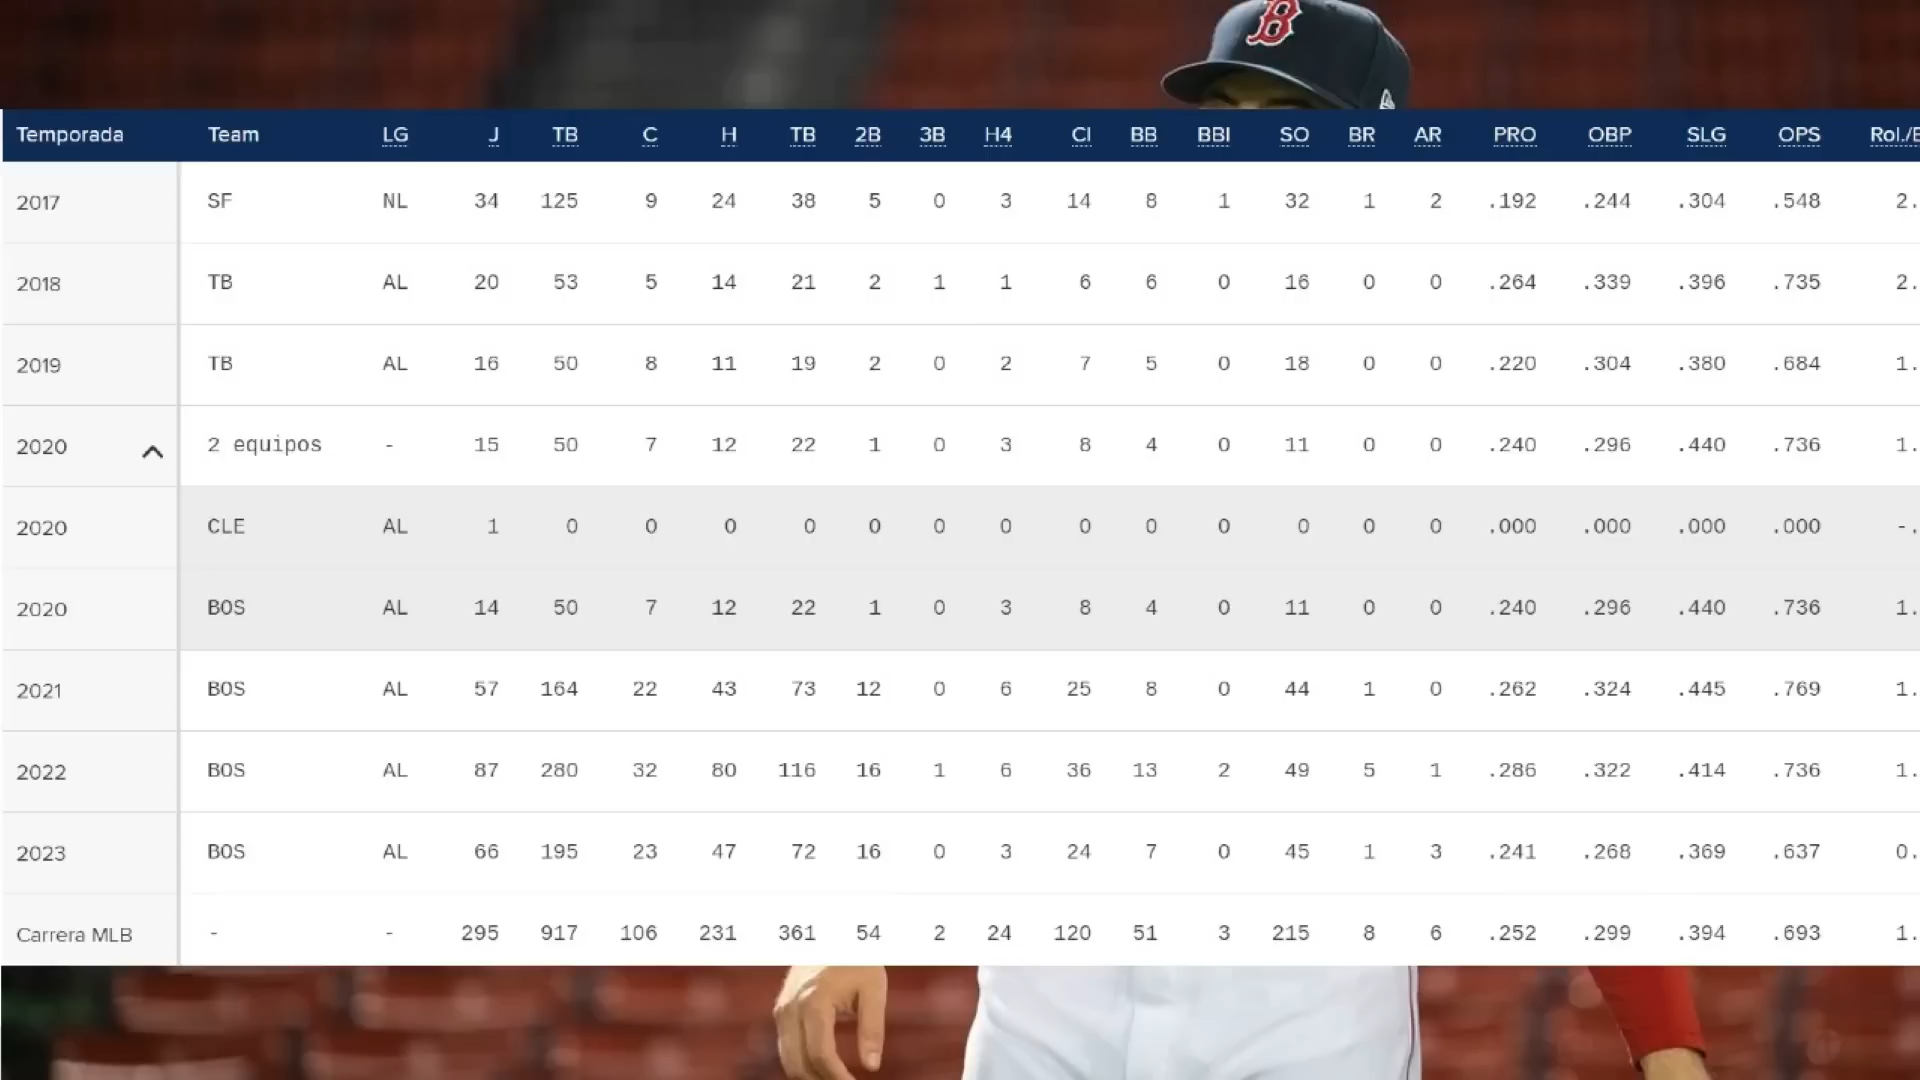 B
Temporada Team LG J TB C H TB 2B 3B H4 CI BB BBI SO BR AR PRO OBP SLG OPS Rol./E
2017 SF NL 34 125 9 24 38 5 0 3 14 8 1 32 1 2 .192 .244 .304 .548 2.
2018 TB AL 20 53 5 14 21 2 1 1 6 6 0 16 0 0 .264 .339 .396 .735 2.
2019 TB AL 16 50 8 11 19 2 0 2 7 5 0 18 0 0 .220 .304 .380 .684 1.
2020 2 equipos - 15 50 7 12 22 1 0 3 8 4 0 11 0 0 .240 .296 .440 .736 1.
2020 CLE AL 1 0 0 0 0 0 0 0 0 0 0 0 0 0 .000 .000 .000 .000 -.
2020 BOS AL 14 50 7 12 22 1 0 3 8 4 0 11 0 0 .240 .296 .440 .736 1.
2021 BOS AL 57 164 22 43 73 12 0 6 25 8 0 44 1 0 .262 .324 .445 .769 1.
2022 BOS AL 87 280 32 80 116 16 1 6 36 13 2 49 5 1 .286 .322 .414 .736 1.
2023 BOS AL 66 195 23 47 72 16 0 3 24 7 0 45 1 3 .241 .268 .369 .637 0.
Carrera MLB - - 295 917 106 231 361 54 2 24 120 51 3 215 8 6 .252 .299 .394 .693 1.